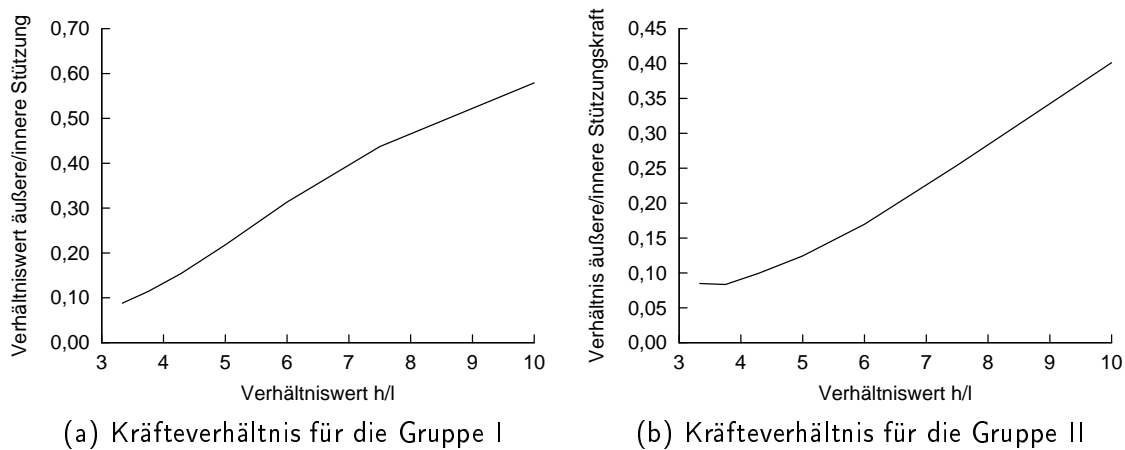 Verhältniswert äußere/innere Stützung
0,70
0,60
0,50
0,40
0,30
0,20
0,10
0,00
3 4 5 6 7 8 9 10
Verhältniswert h/l
(a) Kräfteverhältnis für die Gruppe I
Verhältnis äußere/innere Stützungskraft
0,45
0,40
0,35
0,30
0,25
0,20
0,15
0,10
0,05
0,00
3 4 5 6 7 8 9 10
Verhältniswert h/l
(b) Kräfteverhältnis für die Gruppe II